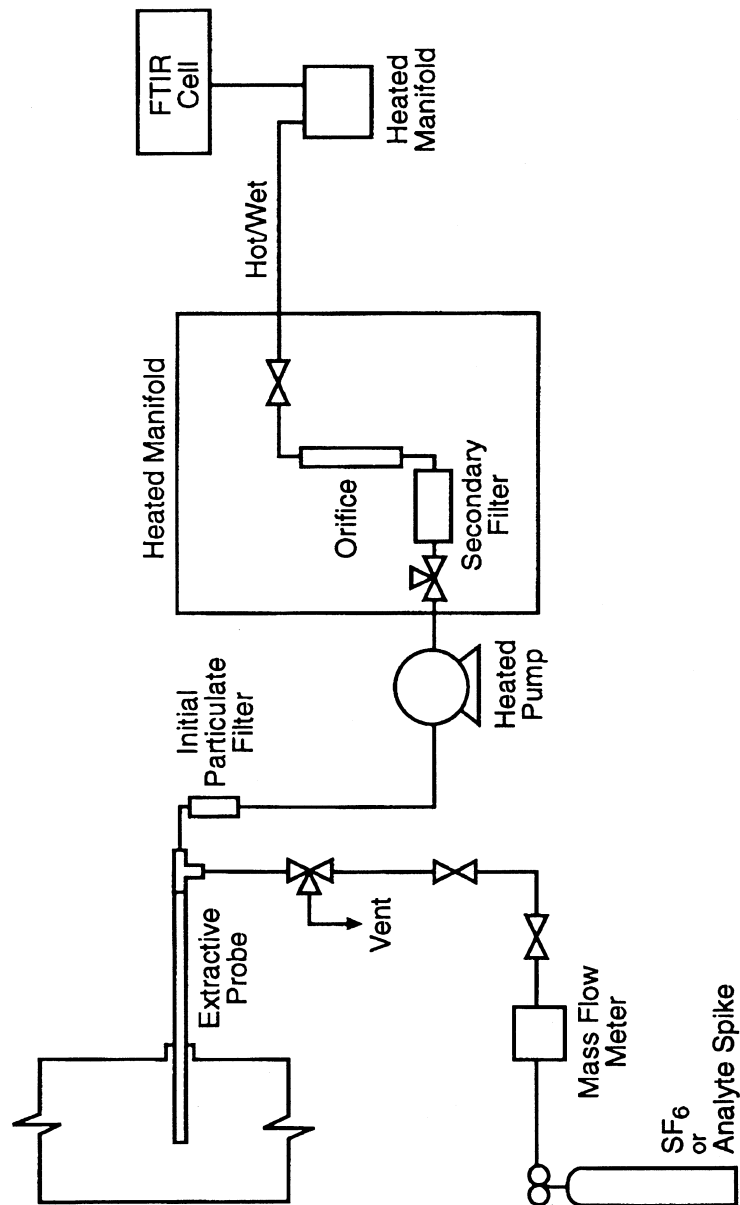 FTIR
Cell
Heated
Manifold
Hot/Wet
Heated Manifold
Orifice
Secondary
Filter
Heated
Pump
Initial
Particulate
Filter
Extractive
Probe
Vent
Mass Flow
Meter
SF6
or
Analyte Spike